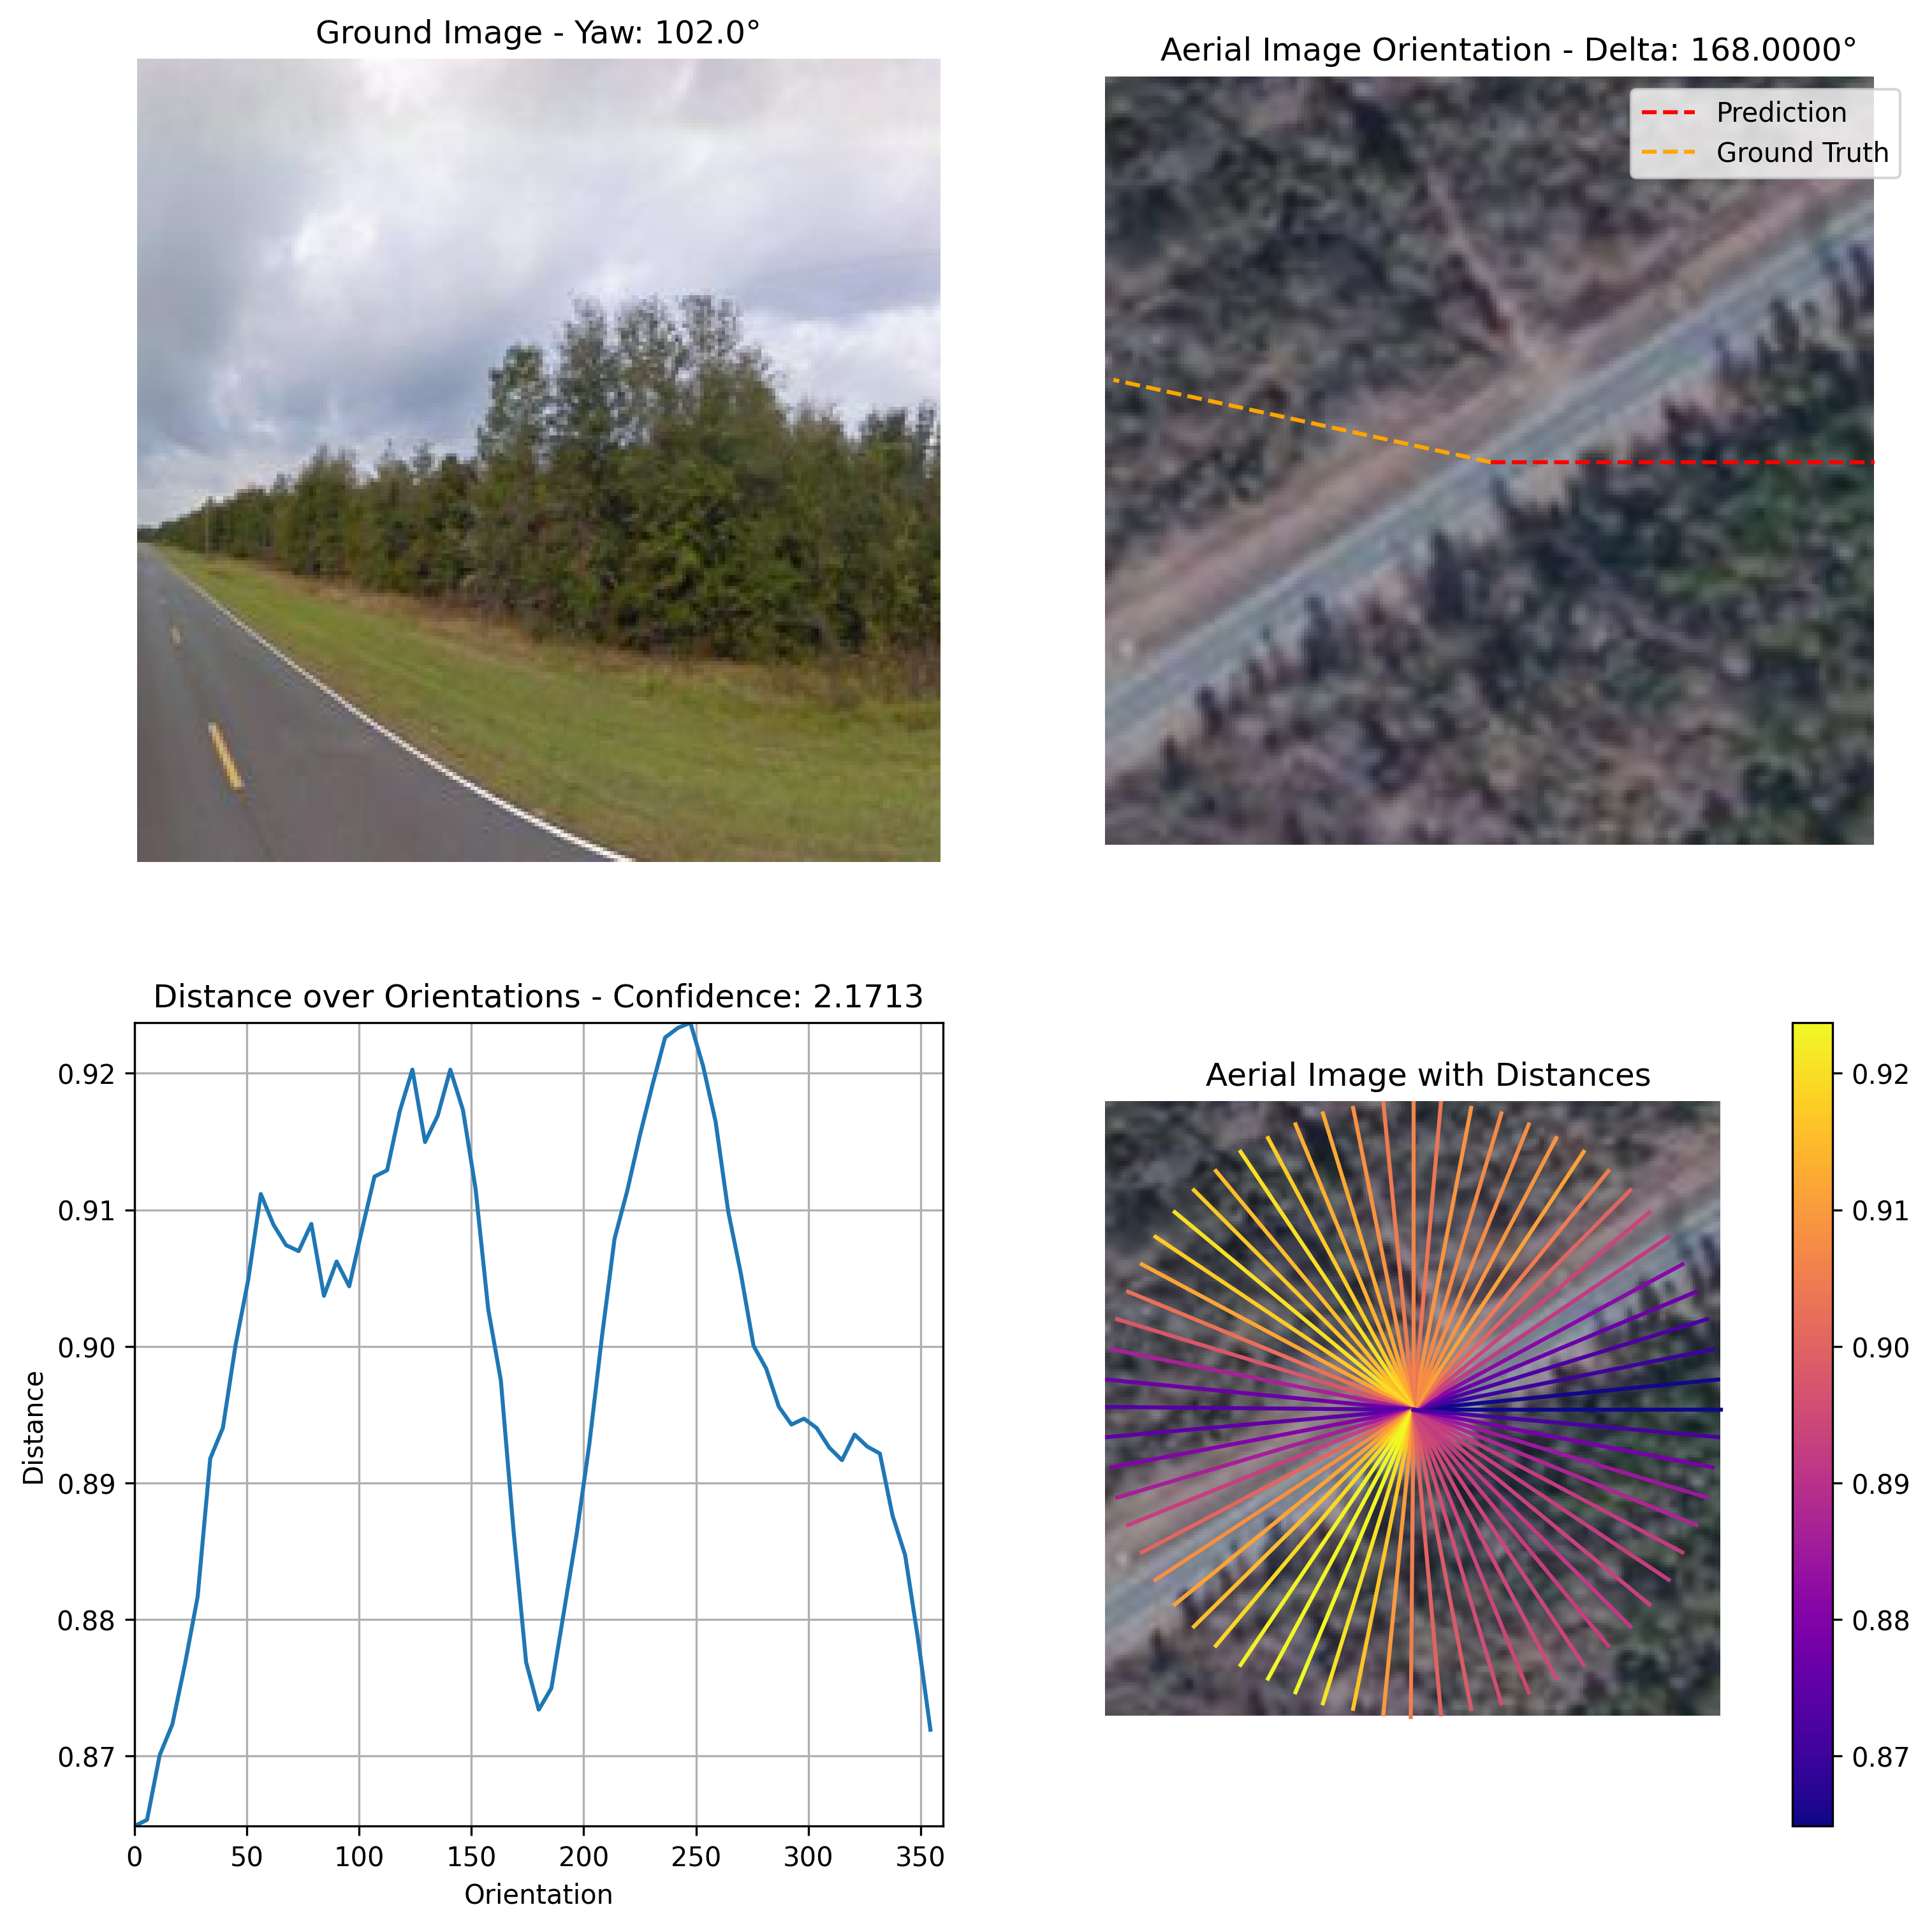 Ground Image - Yaw: 102.0°
Aerial Image Orientation - Delta: 168.0000°
Prediction
Ground Truth
Distance over Orientations - Confidence: 2.1713
0.92
0.91
0.90
0.89
0.88
0.87
Distance
0 50 100 150 200 250 300 350
Orientation
Aerial Image with Distances
0.92
0.91
0.90
0.89
0.88
0.87